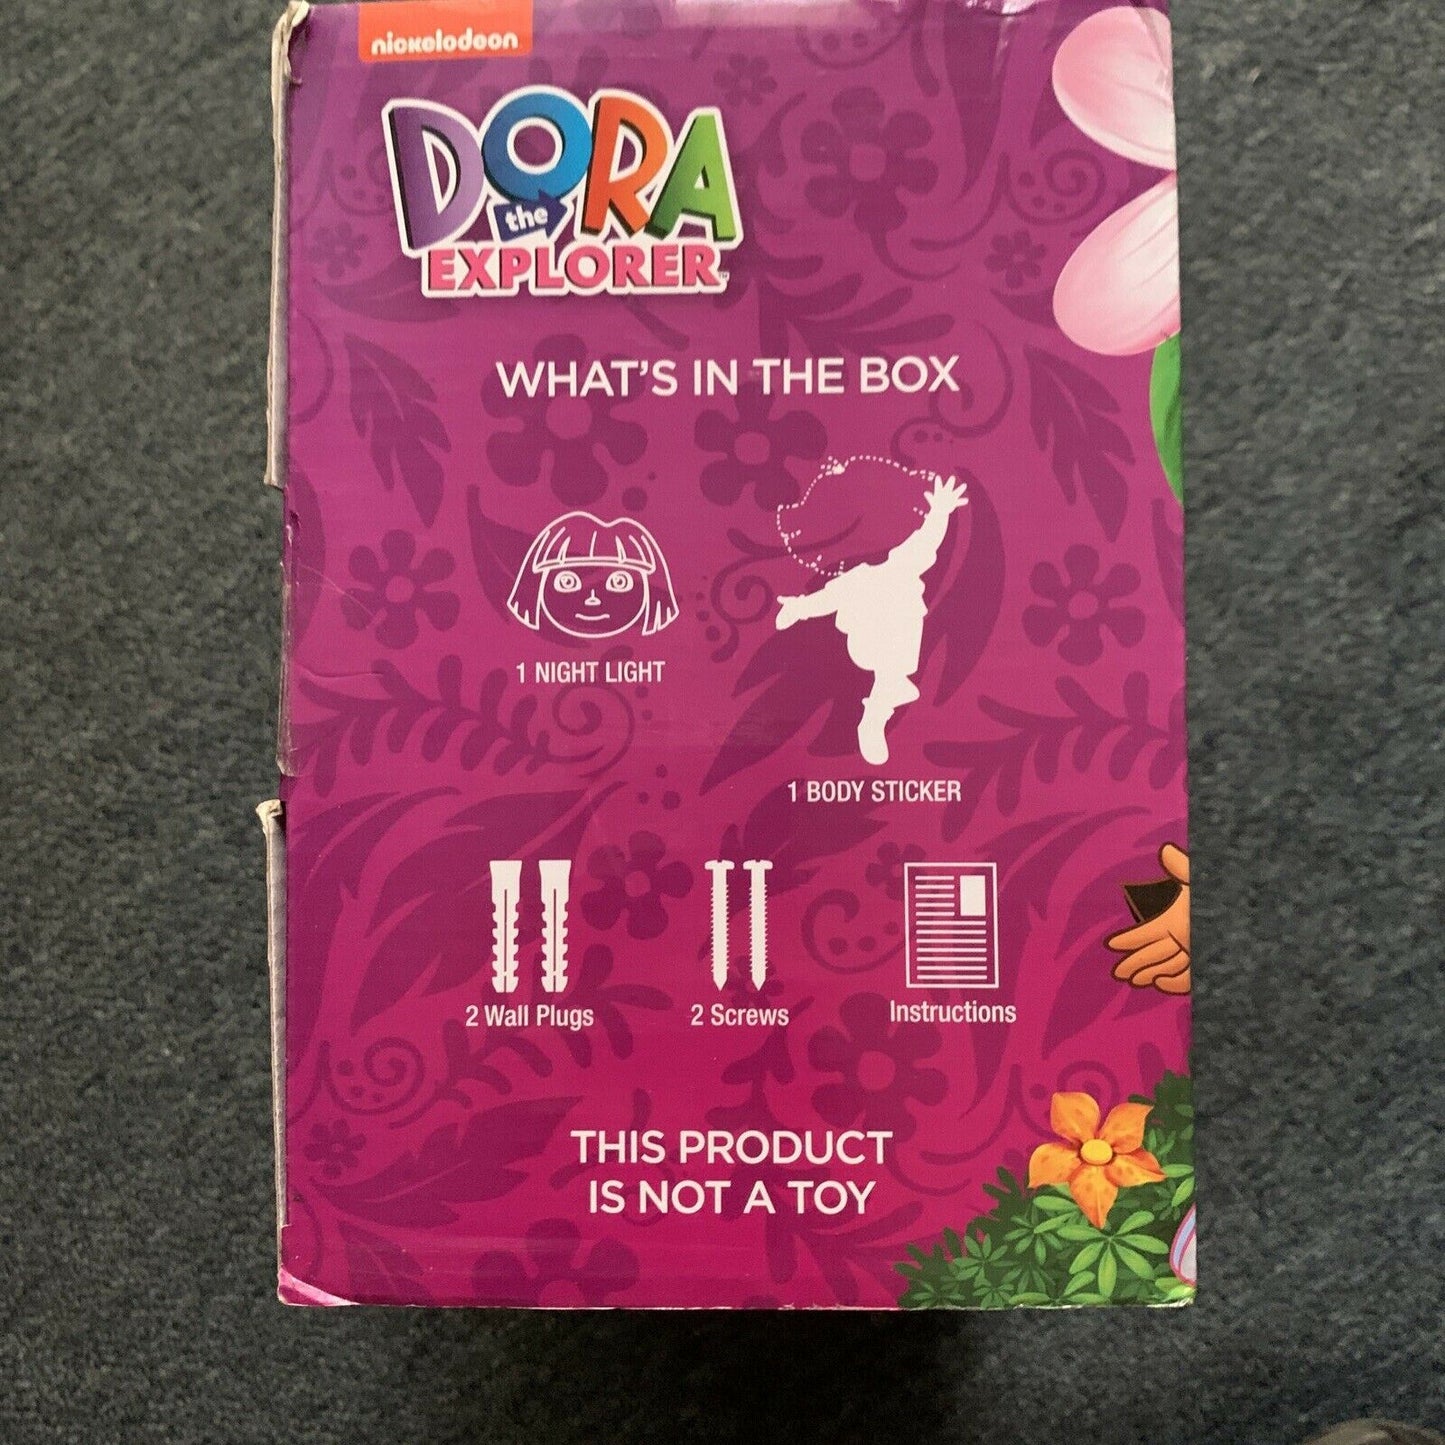 nickelodeon
DORA
the
EXPLORER™
WHAT'S IN THE BOX
1 NIGHT LIGHT
1 BODY STICKER
2 Wall Plugs
2 Screws
Instructions
THIS PRODUCT
IS NOT A TOY